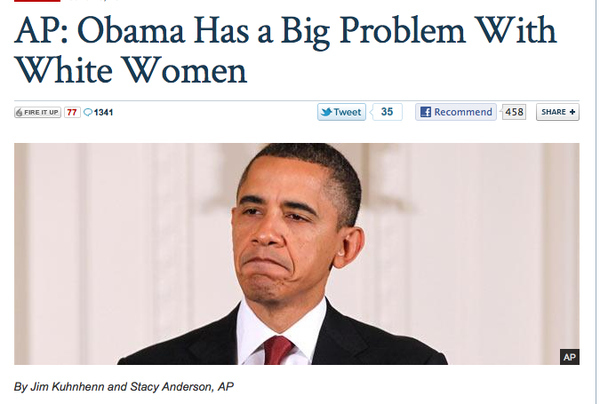 AP: Obama Has a Big Problem With
White Women
FIRE IT UP 77 1341 Tweet 35 Recommend 458 SHARE +
AP
By Jim Kuhnhenn and Stacy Anderson, AP